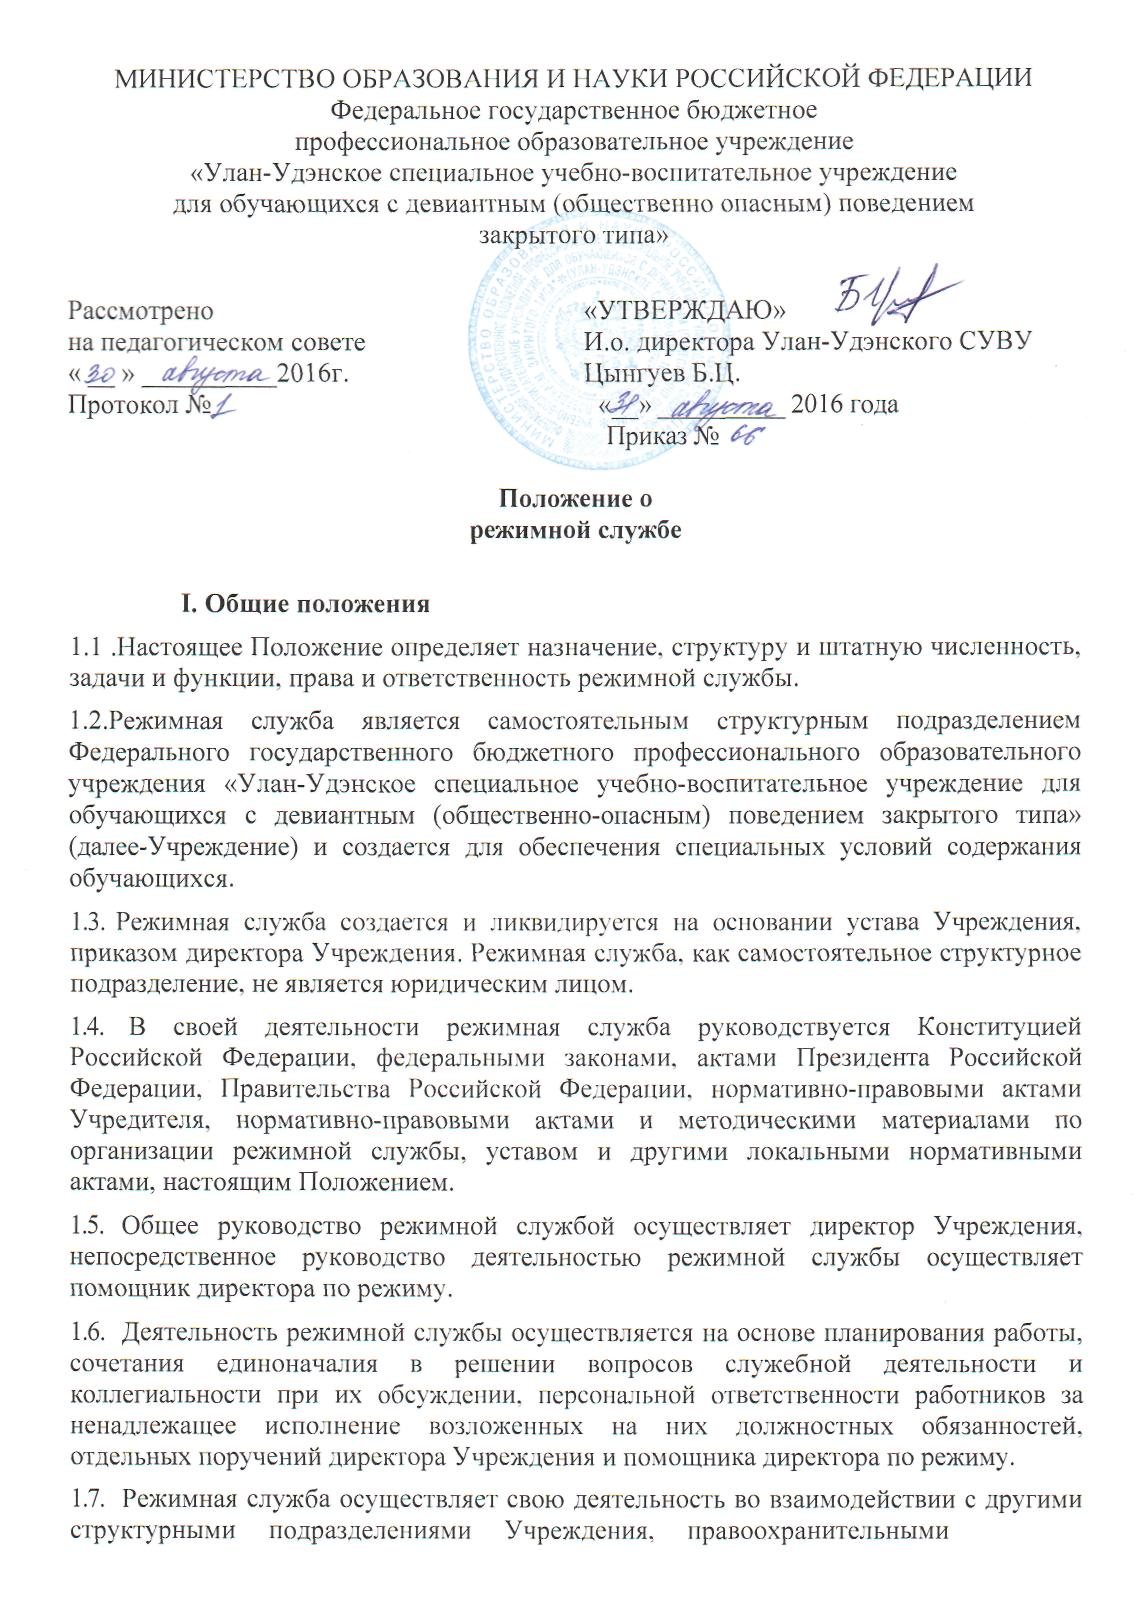 МИНИСТЕРСТВО ОБРАЗОВАНИЯ И НАУКИ РОССИЙСКОЙ ФЕДЕРАЦИИ
Федеральное государственное бюджетное
профессиональное образовательное учреждение
«Улан-Удэнское специальное учебно-воспитательное учреждение
для обучающихся с девиантным (общественно опасным) поведением
закрытого типа»
Рассмотрено
на педагогическом совете
«30» августа 2016г.
Протокол №1
«УТВЕРЖДАЮ»
И.о. директора Улан-Удэнского СУВУ
Цынгуев Б.Ц.
«31» августа 2016 года
Приказ № 66
Положение о
режимной службе
I. Общие положения
1.1 .Настоящее Положение определяет назначение, структуру и штатную численность,
задачи и функции, права и ответственность режимной службы.
1.2.Режимная служба является самостоятельным структурным подразделением
Федерального государственного бюджетного профессионального образовательного
учреждения «Улан-Удэнское специальное учебно-воспитательное учреждение для
обучающихся с девиантным (общественно-опасным) поведением закрытого типа»
(далее-Учреждение) и создается для обеспечения специальных условий содержания
обучающихся.
1.3. Режимная служба создается и ликвидируется на основании устава Учреждения,
приказом директора Учреждения. Режимная служба, как самостоятельное структурное
подразделение, не является юридическим лицом.
1.4. В своей деятельности режимная служба руководствуется Конституцией
Российской Федерации, федеральными законами, актами Президента Российской
Федерации, Правительства Российской Федерации, нормативно-правовыми актами
Учредителя, нормативно-правовыми актами и методическими материалами по
организации режимной службы, уставом и другими локальными нормативными
актами, настоящим Положением.
1.5. Общее руководство режимной службой осуществляет директор Учреждения,
непосредственное руководство деятельностью режимной службы осуществляет
помощник директора по режиму.
1.6. Деятельность режимной службы осуществляется на основе планирования работы,
сочетания единоначалия в решении вопросов служебной деятельности и
коллегиальности при их обсуждении, персональной ответственности работников за
ненадлежащее исполнение возложенных на них должностных обязанностей,
отдельных поручений директора Учреждения и помощника директора по режиму.
1.7. Режимная служба осуществляет свою деятельность во взаимодействии с другими
структурными подразделениями Учреждения, правоохранительными